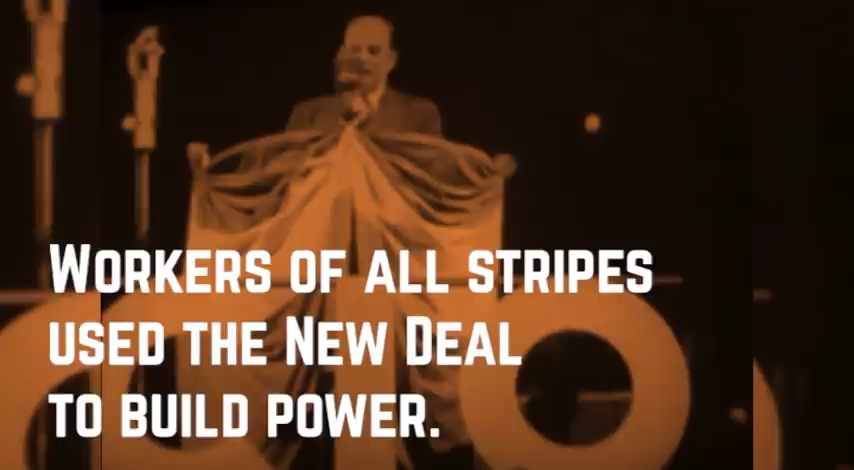 Workers of all stripes
used the New Deal
to build power.